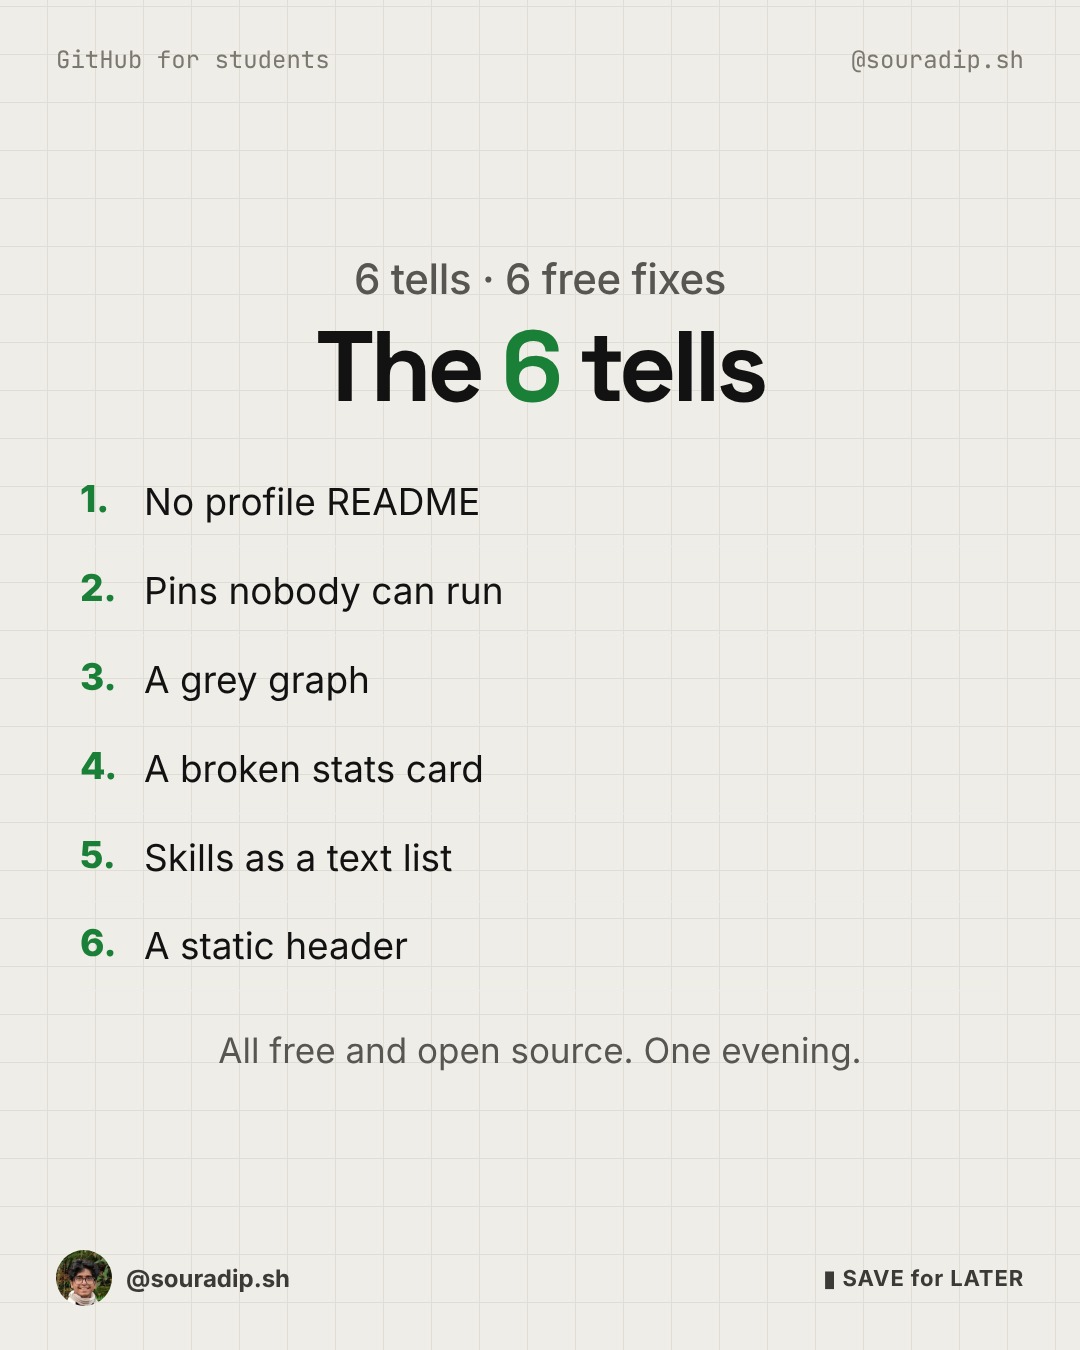 GitHub for students
@souradip.sh
6 tells · 6 free fixes
The 6 tells
1. No profile README
2. Pins nobody can run
3. A grey graph
4. A broken stats card
5. Skills as a text list
6. A static header
All free and open source. One evening.
@souradip.sh
▮ SAVE for LATER